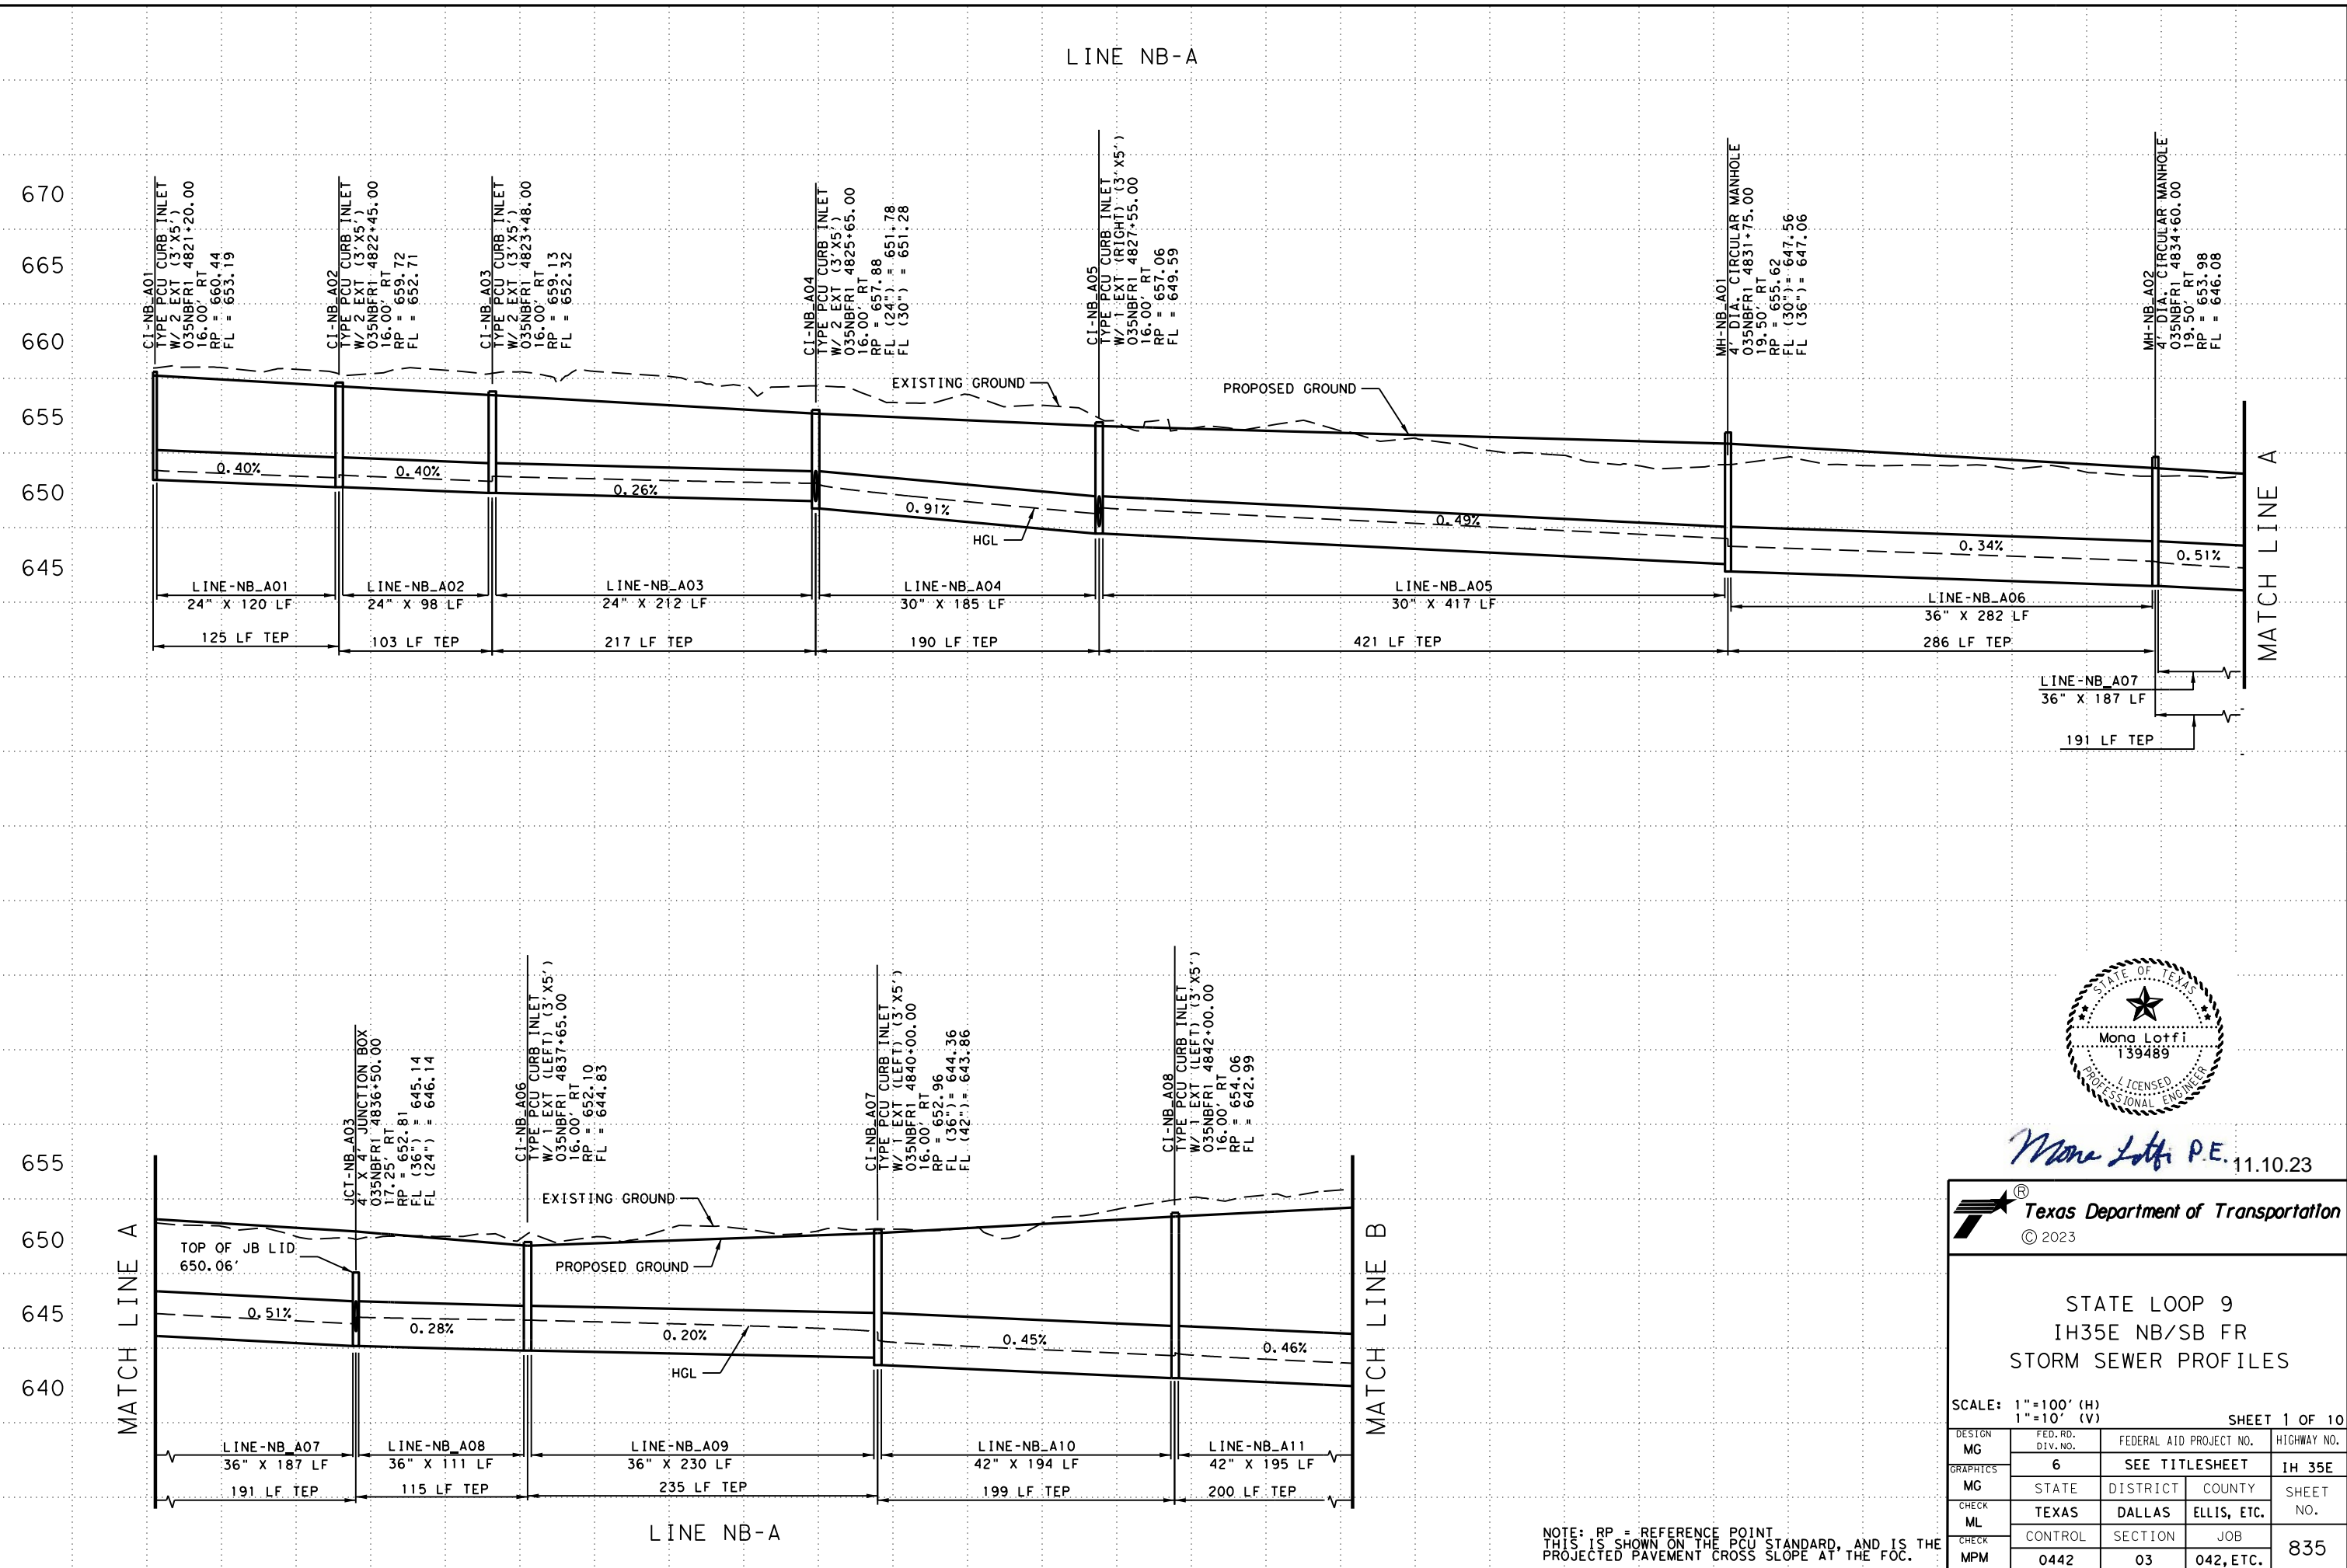 LINE NB-A
670
665
660
655
650
645
CI-NB_A01
TYPE PCU CURB INLET
W/ 2 EXT (3'X5')
035NBFR1 4821+20.00
16.00' RT
RP = 660.44
FL = 653.19
CI-NB_A02
TYPE PCU CURB INLET
W/ 2 EXT (3'X5')
035NBFR1 4822+45.00
16.00' RT
RP = 659.72
FL = 652.71
CI-NB_A03
TYPE PCU CURB INLET
W/ 2 EXT (3'X5')
035NBFR1 4823+48.00
16.00' RT
RP = 659.13
FL = 652.32
CI-NB_A04
TYPE PCU CURB INLET
W/ 2 EXT (3'X5')
035NBFR1 4825+65.00
16.00' RT
RP = 657.88
FL (24") = 651.78
FL (30") = 651.28
CI-NB_A05
TYPE PCU CURB INLET
W/ 1 EXT (RIGHT) (3'X5')
035NBFR1 4827+55.00
16.00' RT
RP = 657.06
FL = 649.59
MH-NB_A01
4' DIA. CIRCULAR MANHOLE
035NBFR1 4831+75.00
19.50' RT
RP = 655.62
FL (30")= 647.56
FL (36")= 647.06
MH-NB_A02
4' DIA. CIRCULAR MANHOLE
035NBFR1 4834+60.00
19.50' RT
RP = 653.98
FL = 646.08
EXISTING GROUND
PROPOSED GROUND
0.40%
0.40%
0.26%
0.91%
HGL
0.49%
0.34%
0.51%
MATCH LINE A
LINE-NB_A01
24" X 120 LF
LINE-NB_A02
24" X 98 LF
LINE-NB_A03
24" X 212 LF
LINE-NB_A04
30" X 185 LF
LINE-NB_A05
30" X 417 LF
LINE-NB_A06
36" X 282 LF
125 LF TEP
103 LF TEP
217 LF TEP
190 LF TEP
421 LF TEP
286 LF TEP
LINE-NB_A07
36" X 187 LF
191 LF TEP
655
650
645
640
MATCH LINE A
JCT-NB_A03
4' X 4' JUNCTION BOX
035NBFR1 4836+50.00
17.25' RT
RP = 652.81
FL (36") = 645.14
FL (24") = 646.14
CI-NB_A06
TYPE PCU CURB INLET
W/ 1 EXT (LEFT) (3'X5')
035NBFR1 4837+65.00
16.00' RT
RP = 652.10
FL = 644.83
CI-NB_A07
TYPE PCU CURB INLET
W/ 1 EXT (LEFT) (3'X5')
035NBFR1 4840+00.00
16.00' RT
RP = 652.96
FL (36")= 644.36
FL (42")= 643.86
CI-NB_A08
TYPE PCU CURB INLET
W/ 1 EXT (LEFT) (3'X5')
035NBFR1 4842+00.00
16.00' RT
RP = 654.06
FL = 642.99
TOP OF JB LID
650.06'
EXISTING GROUND
PROPOSED GROUND
0.51%
0.28%
0.20%
HGL
0.45%
0.46%
MATCH LINE B
LINE-NB_A07
36" X 187 LF
LINE-NB_A08
36" X 111 LF
LINE-NB_A09
36" X 230 LF
LINE-NB_A10
42" X 194 LF
LINE-NB_A11
42" X 195 LF
191 LF TEP
115 LF TEP
235 LF TEP
199 LF TEP
200 LF TEP
LINE NB-A
NOTE: RP = REFERENCE POINT
THIS IS SHOWN ON THE PCU STANDARD, AND IS THE
PROJECTED PAVEMENT CROSS SLOPE AT THE FOC.
STATE OF TEXAS
Mona Lotfi
139489
LICENSED
PROFESSIONAL ENGINEER
Mona Lotfi P.E. 11.10.23
®
Texas Department of Transportation
© 2023
STATE LOOP 9
IH35E NB/SB FR
STORM SEWER PROFILES
SCALE: 1"=100' (H)
1"=10' (V)
SHEET 1 OF 10
DESIGN
MG
FED.RD.
DIV.NO.
FEDERAL AID PROJECT NO.
HIGHWAY NO.
6
SEE TITLESHEET
IH 35E
GRAPHICS
MG
STATE
DISTRICT
COUNTY
SHEET
NO.
CHECK
ML
TEXAS
DALLAS
ELLIS, ETC.
CHECK
MPM
CONTROL
SECTION
JOB
835
0442
03
042,ETC.